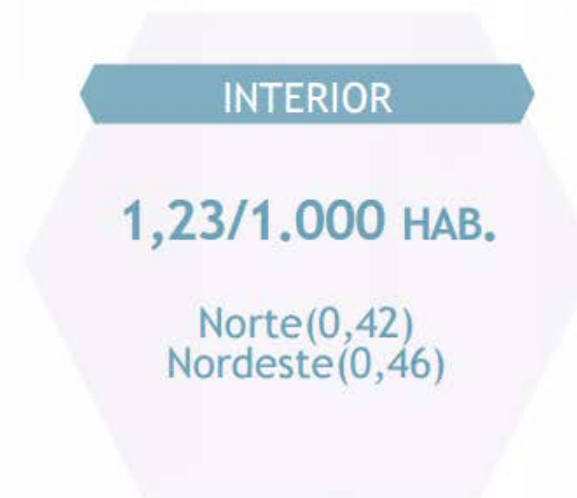 INTERIOR
1,23/1.000 HAB.
Norte(0,42)
Nordeste(0,46)